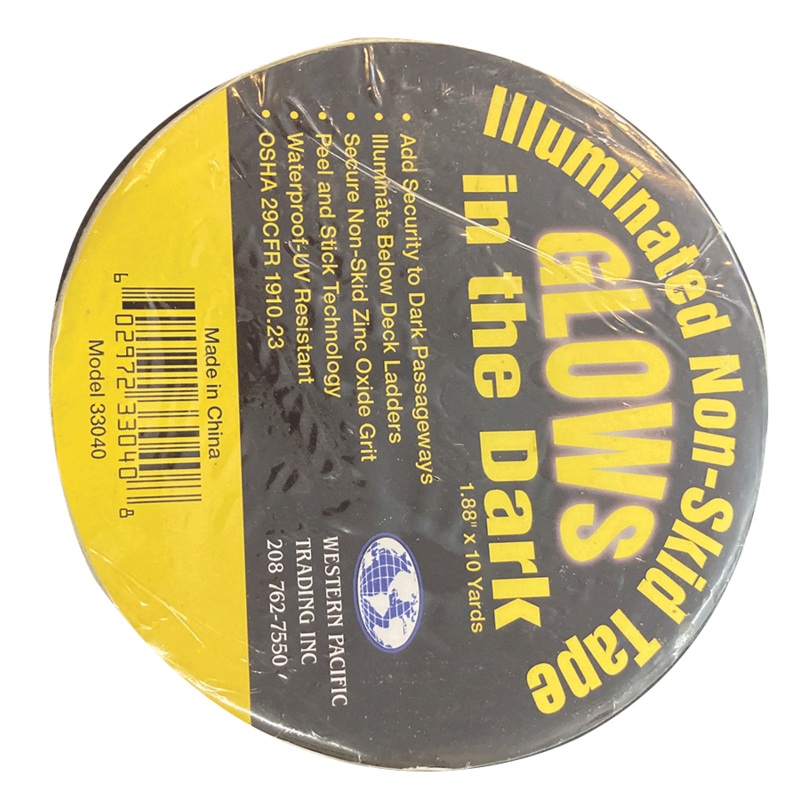 Illuminated Non-Skid Tape
GLOWS
in the Dark
1.88" x 10 Yards
• Add Security to Dark Passageways
• Illuminate Below Deck Ladders
• Secure Non-Skid Zinc Oxide Grit
• Peel and Stick Technology
• Waterproof-UV Resistant
• OSHA 29CFR 1910.23
WESTERN PACIFIC
TRADING INC
208 762-7550
Made in China
6 02972 33040 8
Model 33040